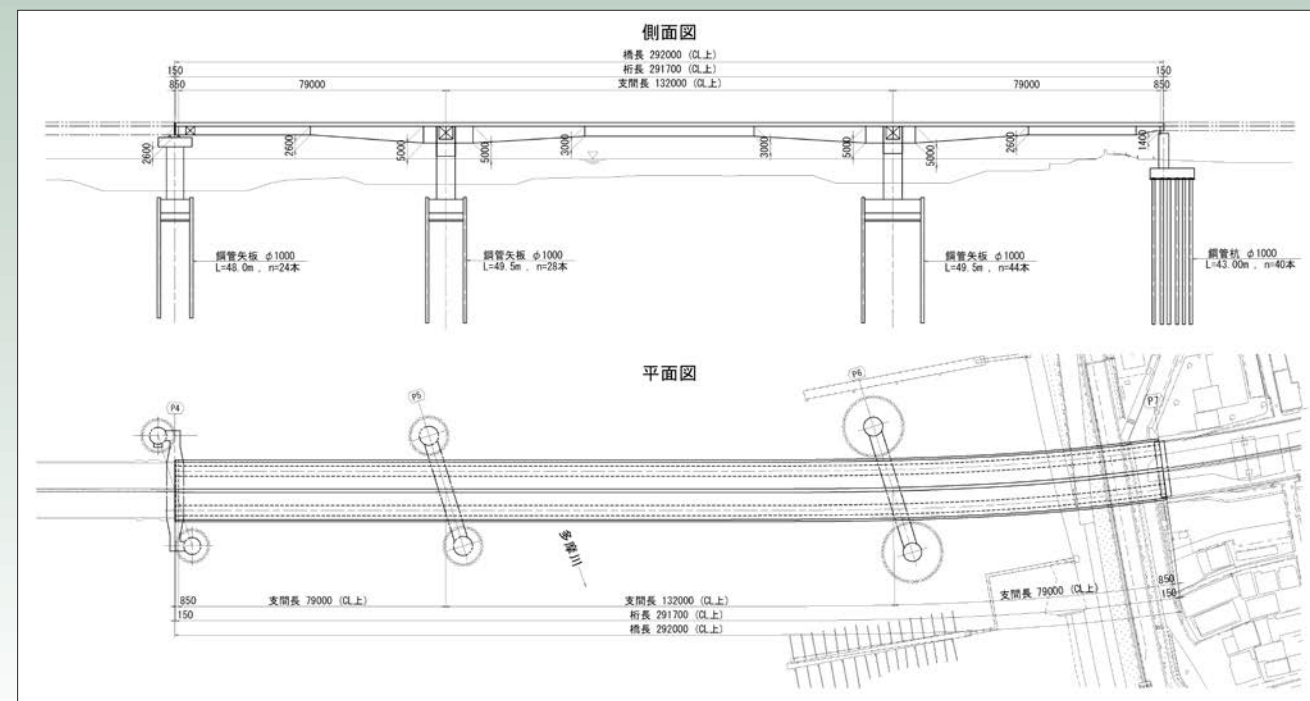 側面図
橋長 292000 (CL上)
150 桁長 291700 (CL上) 150
850 79000 支間長 132000 (CL上) 79000 850
2600 2600 5000 5000 3000 3000 5000 5000 2600 1400
鋼管矢板 φ1000
L=48.0m , n=24本
鋼管矢板 φ1000
L=49.5m , n=28本
鋼管矢板 φ1000
L=49.5m , n=44本
鋼管杭 φ1000
L=43.00m , n=40本
平面図
P4
P5
P6
P7
多摩川
850 支間長 79000 (CL上) 支間長 132000 (CL上) 支間長 79000 (CL上) 850
150 桁長 291700 (CL上) 150
橋長 292000 (CL上)